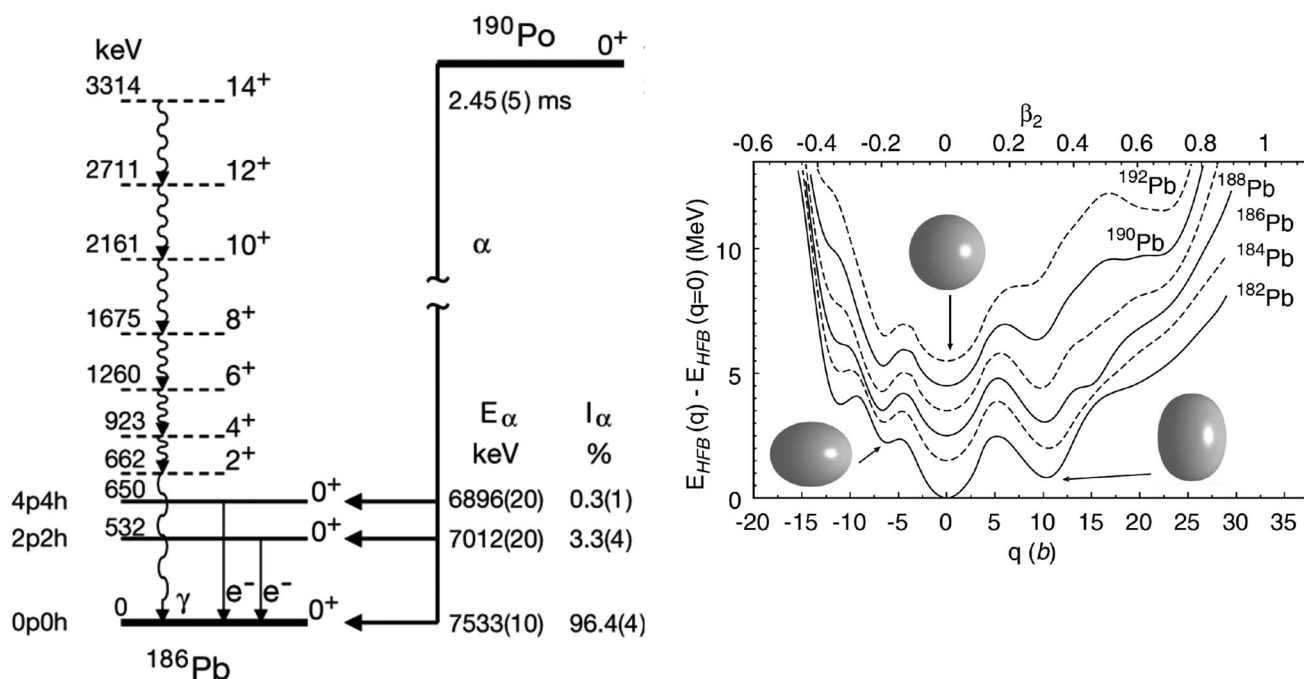 ¹⁹⁰Po 0⁺
keV
3314 14⁺
2.45 (5) ms
2711 12⁺
2161 10⁺
α
1675 8⁺
1260 6⁺
923 4⁺
662 2⁺
E_α I_α
keV %
4p4h 650 0⁺ 6896(20) 0.3(1)
2p2h 532 0⁺ 7012(20) 3.3(4)
0p0h 0 γ e⁻ e⁻ 0⁺ 7533(10) 96.4(4)
¹⁸⁶Pb
β₂
-0.6 -0.4 -0.2 0 0.2 0.4 0.6 0.8 1
E_HFB(q) - E_HFB(q=0) (MeV)
10
5
0
¹⁹²Pb
¹⁸⁸Pb
¹⁸⁶Pb
¹⁹⁰Pb
¹⁸⁴Pb
¹⁸²Pb
-20 -15 -10 -5 0 5 10 15 20 25 30 35
q (b)